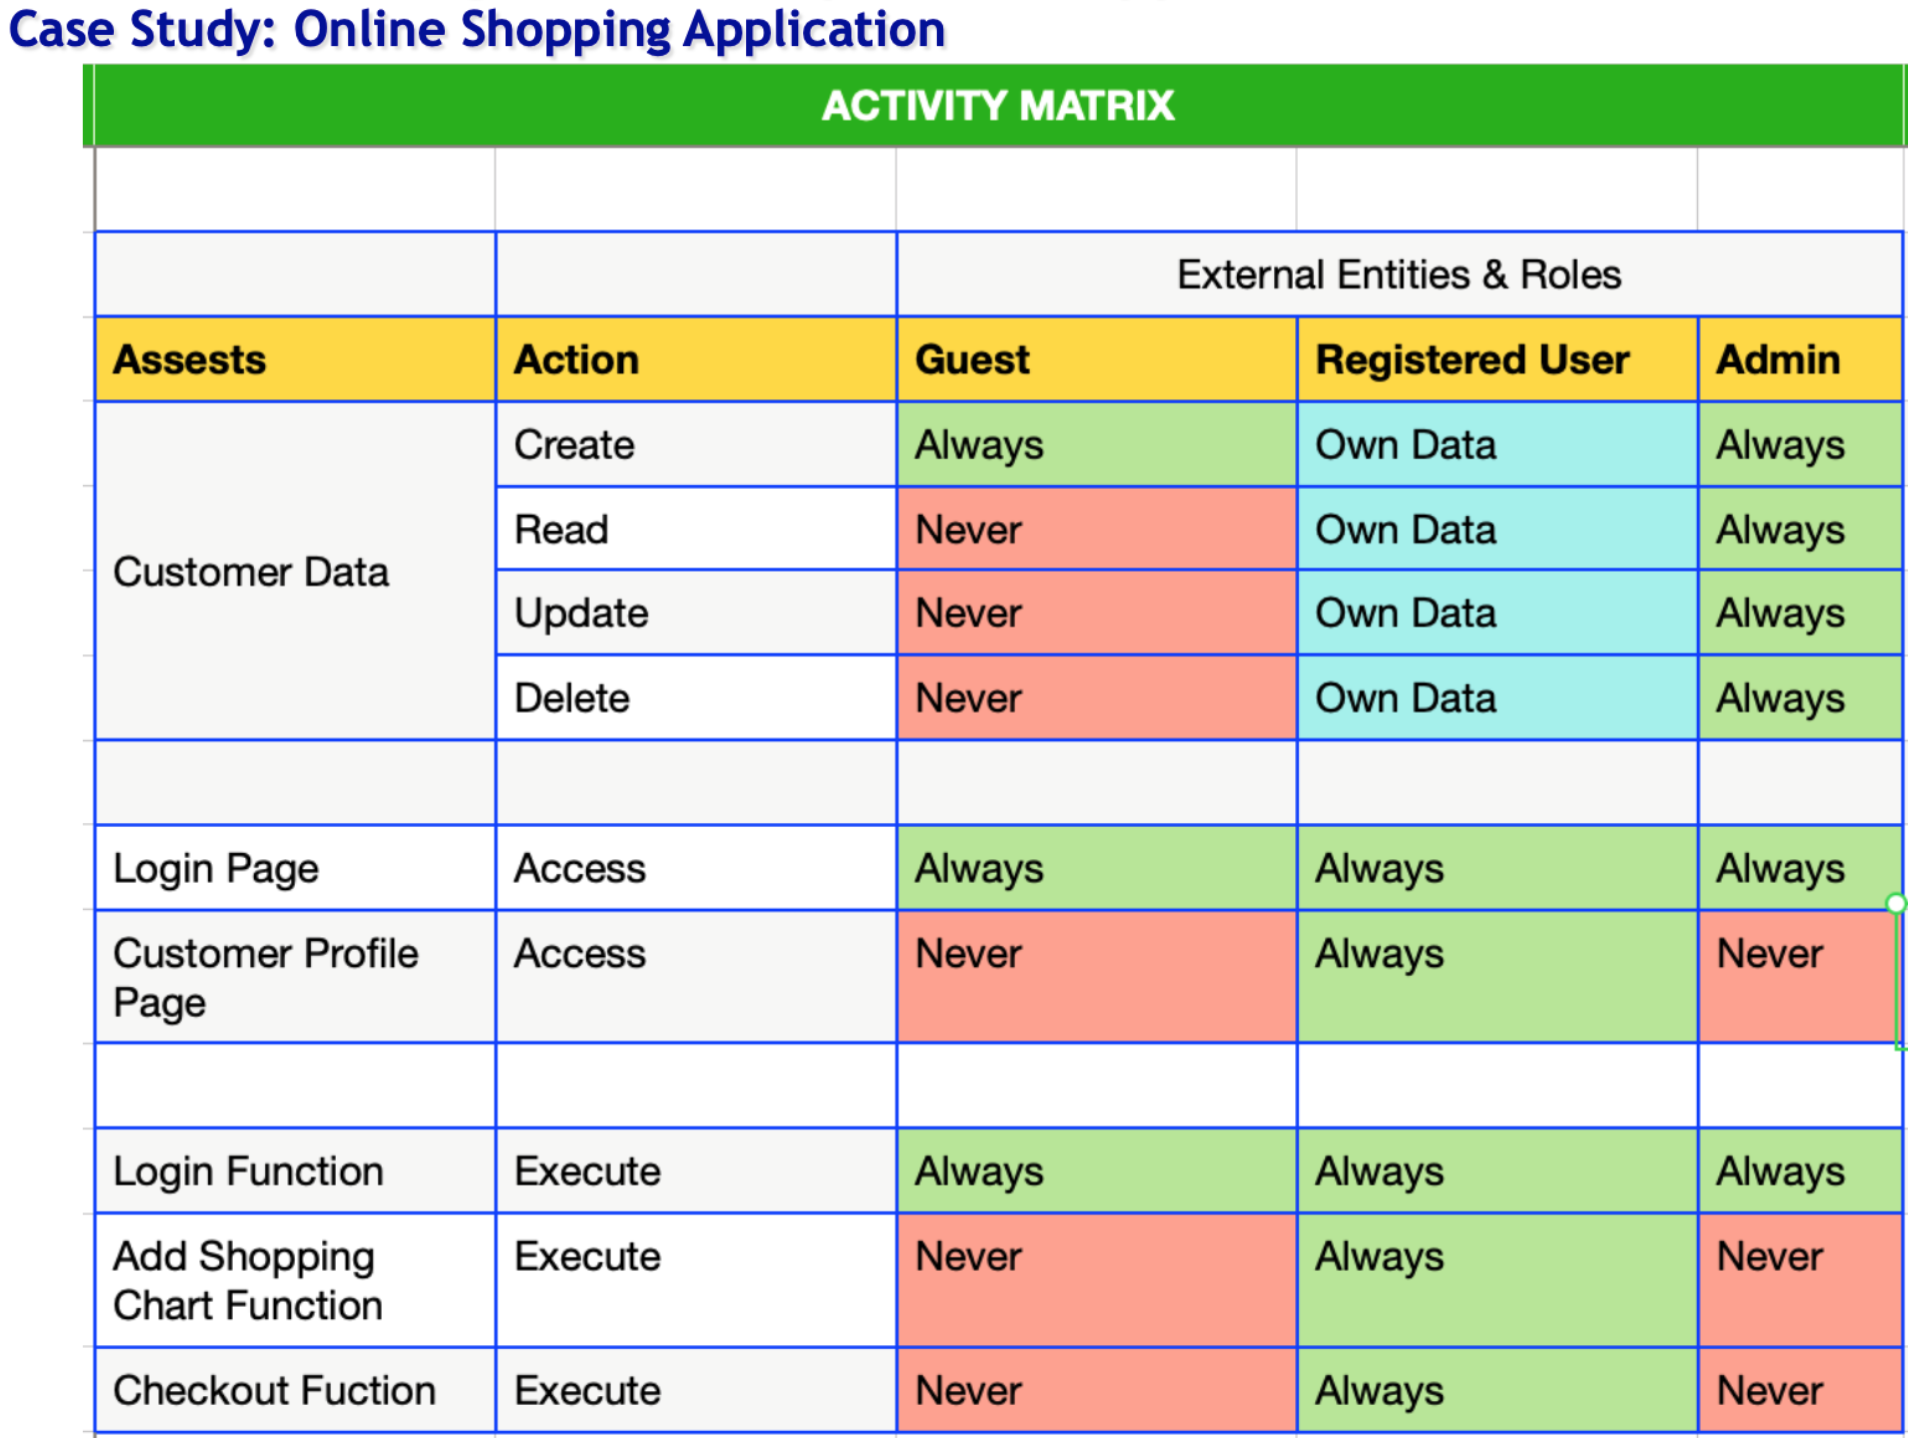 Case Study: Online Shopping Application
ACTIVITY MATRIX
External Entities & Roles
Assests Action Guest Registered User Admin
Customer Data
Create Always Own Data Always
Read Never Own Data Always
Update Never Own Data Always
Delete Never Own Data Always
Login Page Access Always Always Always
Customer Profile Access Never Always Never
Page
Login Function Execute Always Always Always
Add Shopping Execute Never Always Never
Chart Function
Checkout Fuction Execute Never Always Never